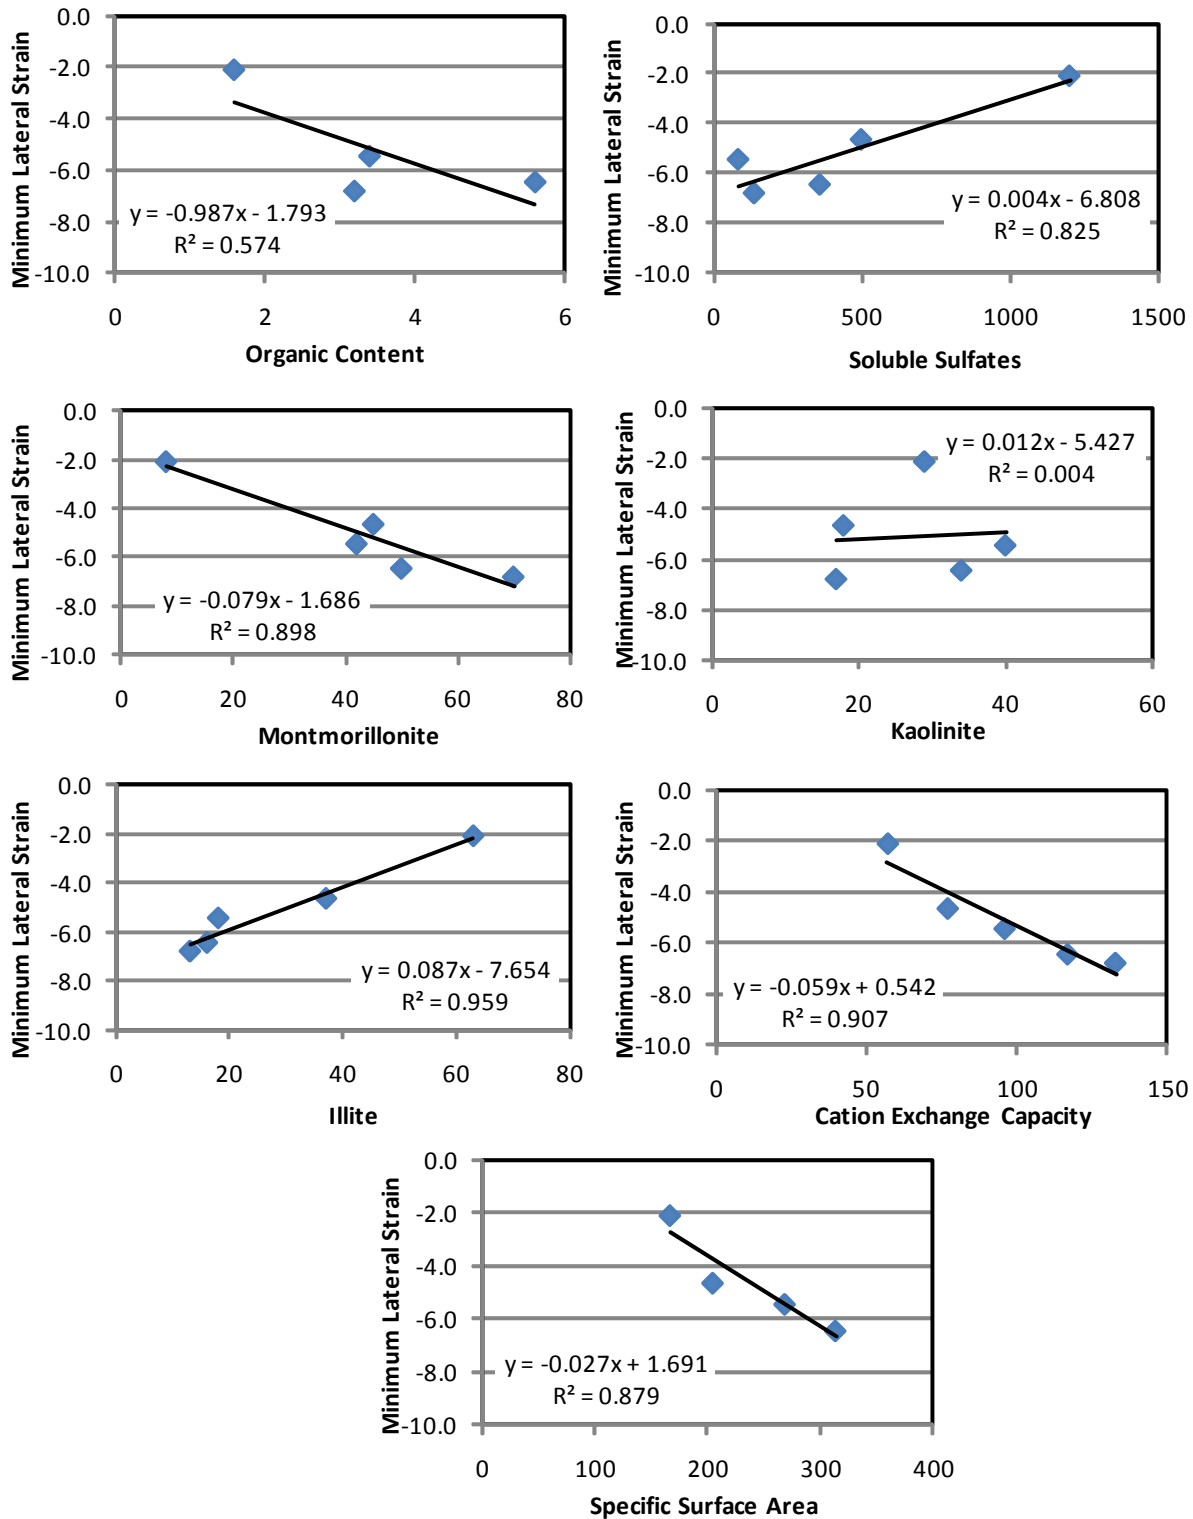 Minimum Lateral Strain
0.0
-2.0
-4.0
-6.0
-8.0
-10.0
y = -0.987x - 1.793
R² = 0.574
0 2 4 6
Organic Content
Minimum Lateral Strain
0.0
-2.0
-4.0
-6.0
-8.0
-10.0
y = 0.004x - 6.808
R² = 0.825
0 500 1000 1500
Soluble Sulfates
Minimum Lateral Strain
0.0
-2.0
-4.0
-6.0
-8.0
-10.0
y = -0.079x - 1.686
R² = 0.898
0 20 40 60 80
Montmorillonite
Minimum Lateral Strain
0.0
-2.0
-4.0
-6.0
-8.0
-10.0
y = 0.012x - 5.427
R² = 0.004
0 20 40 60
Kaolinite
Minimum Lateral Strain
0.0
-2.0
-4.0
-6.0
-8.0
-10.0
y = 0.087x - 7.654
R² = 0.959
0 20 40 60 80
Illite
Minimum Lateral Strain
0.0
-2.0
-4.0
-6.0
-8.0
-10.0
y = -0.059x + 0.542
R² = 0.907
0 50 100 150
Cation Exchange Capacity
Minimum Lateral Strain
0.0
-2.0
-4.0
-6.0
-8.0
-10.0
y = -0.027x + 1.691
R² = 0.879
0 100 200 300 400
Specific Surface Area